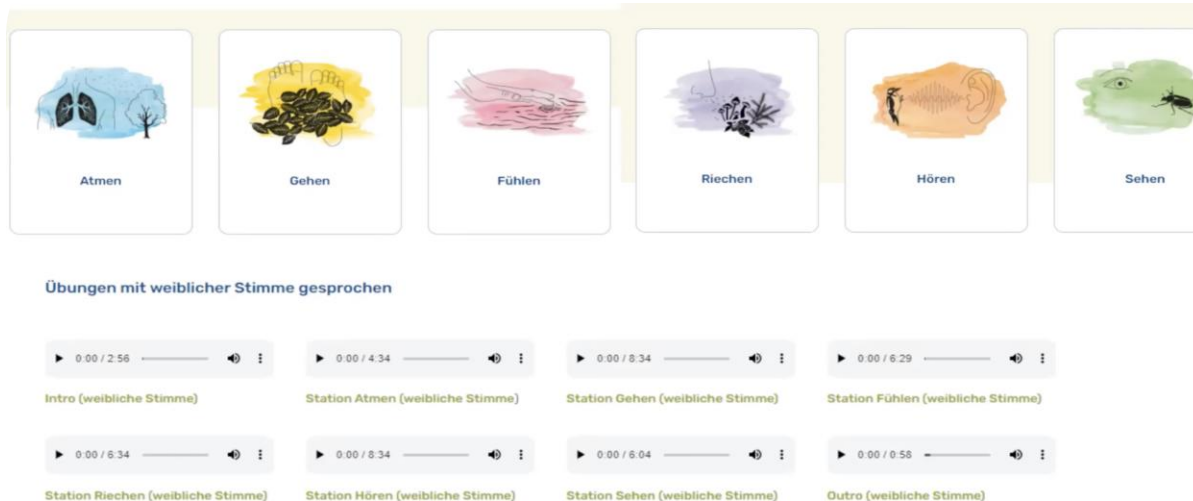 Atmen
Gehen
Fühlen
Riechen
Hören
Sehen
Übungen mit weiblicher Stimme gesprochen
0:00 / 2:56
0:00 / 4:34
0:00 / 8:34
0:00 / 6:29
Intro (weibliche Stimme)
Station Atmen (weibliche Stimme)
Station Gehen (weibliche Stimme)
Station Fühlen (weibliche Stimme)
0:00 / 6:34
0:00 / 8:34
0:00 / 6:04
0:00 / 0:58
Station Riechen (weibliche Stimme)
Station Hören (weibliche Stimme)
Station Sehen (weibliche Stimme)
Outro (weibliche Stimme)